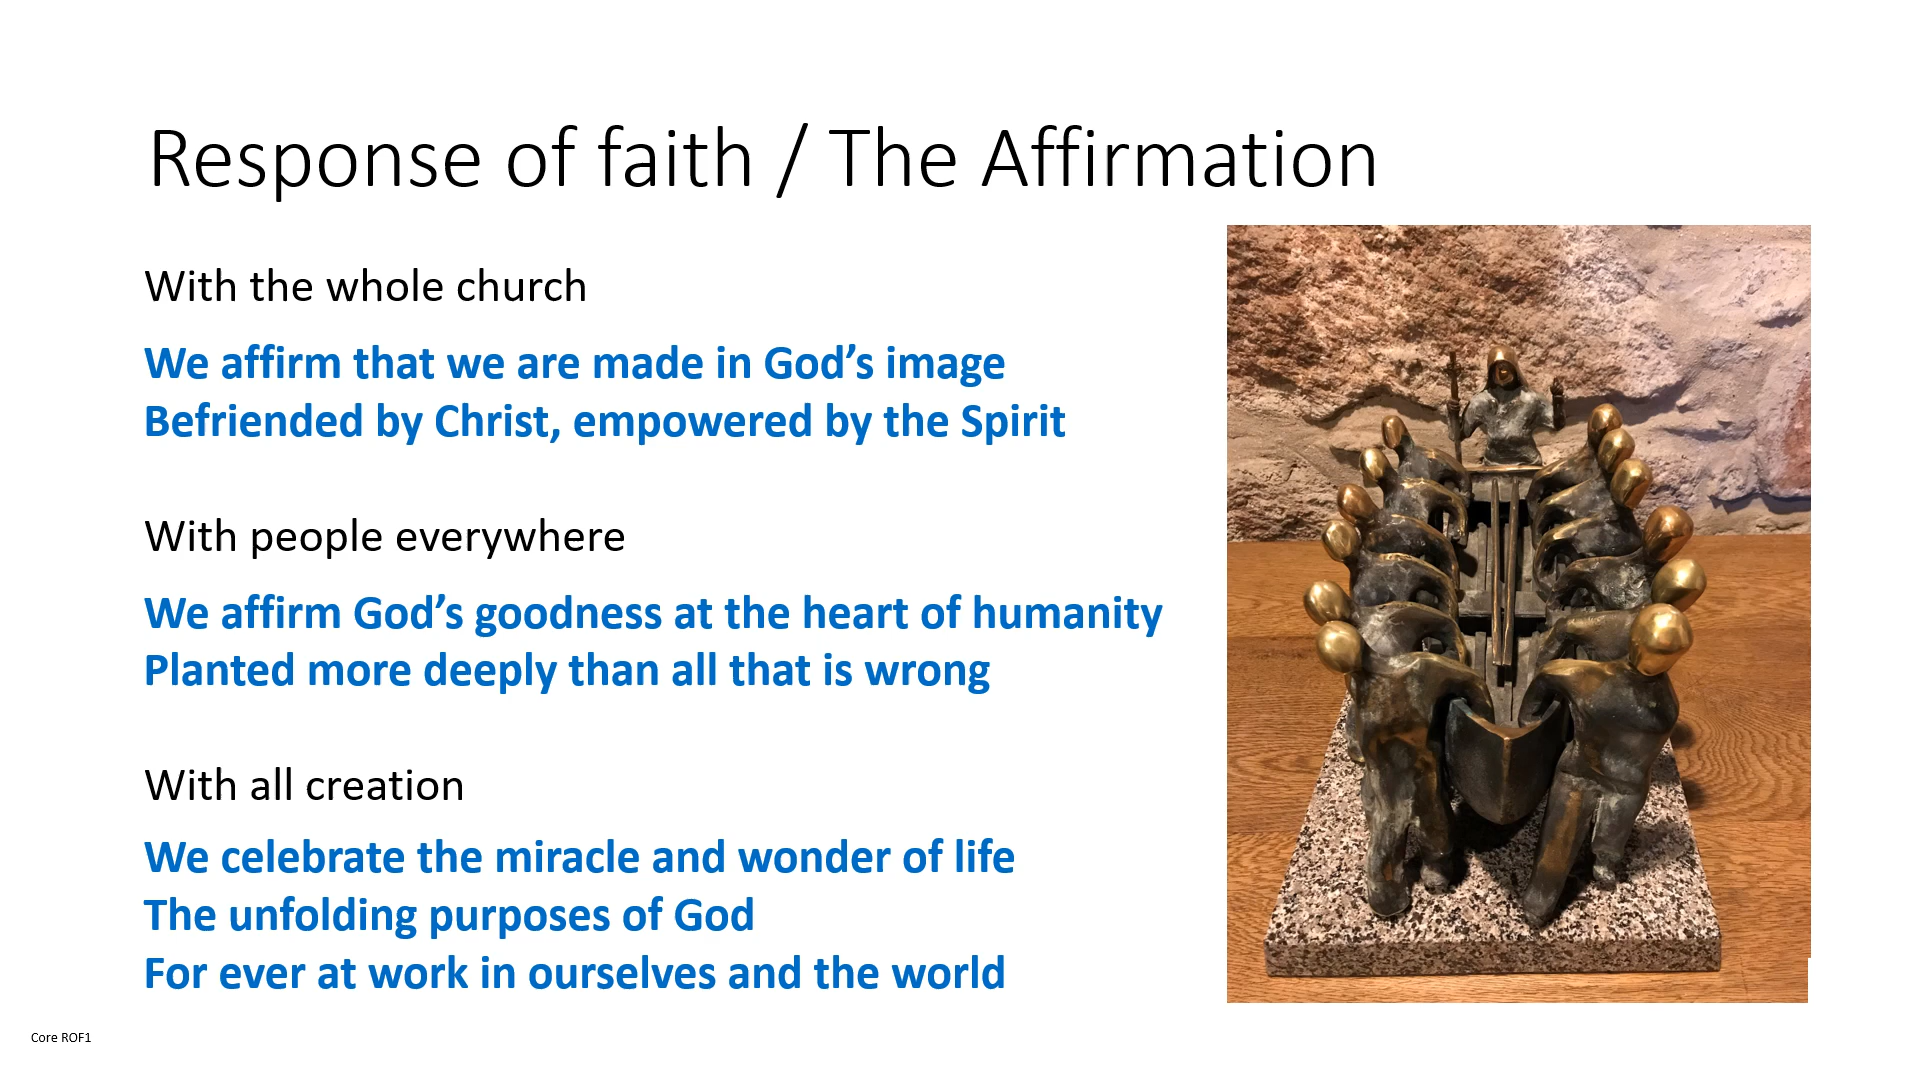 Response of faith / The Affirmation
With the whole church
We affirm that we are made in God’s image
Befriended by Christ, empowered by the Spirit
With people everywhere
We affirm God’s goodness at the heart of humanity
Planted more deeply than all that is wrong
With all creation
We celebrate the miracle and wonder of life
The unfolding purposes of God
For ever at work in ourselves and the world
Core ROF1